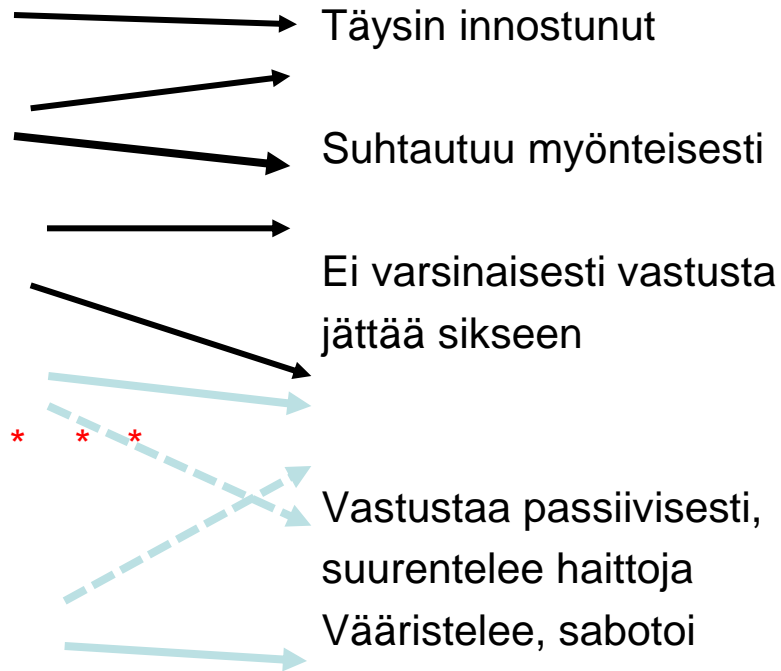 Täysin innostunut
Suhtautuu myönteisesti
Ei varsinaisesti vastusta
jättää sikseen
* * *
Vastustaa passiivisesti,
suurentelee haittoja
Vääristelee, sabotoi